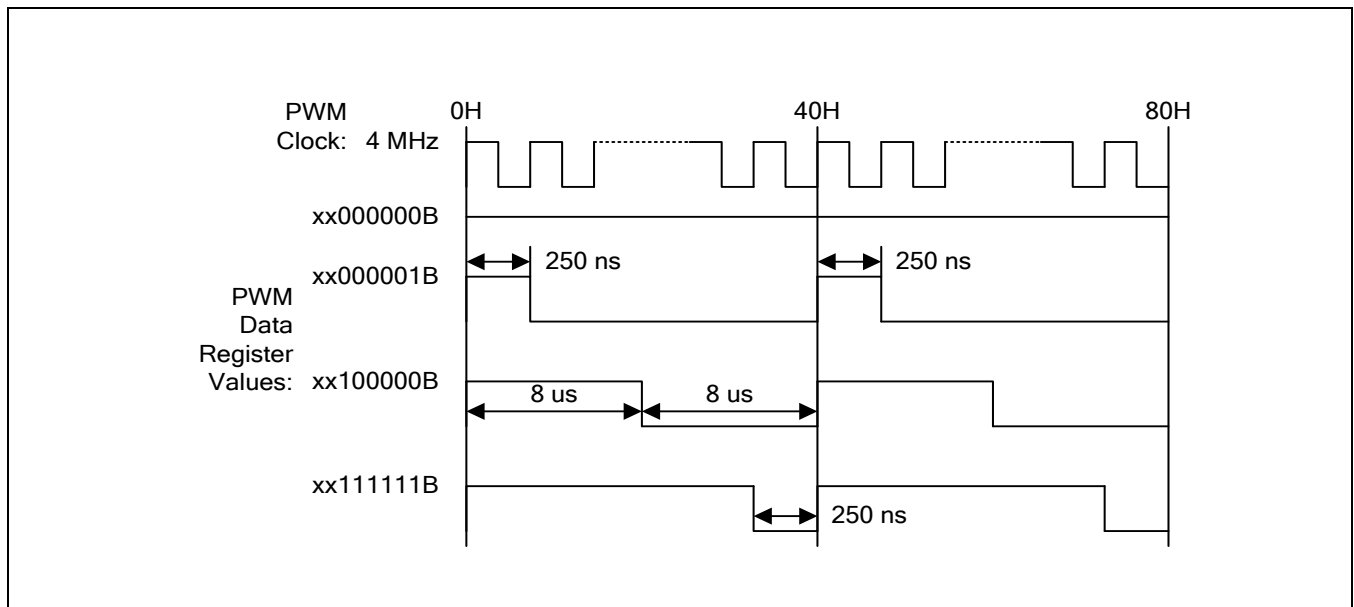 PWM
Clock: 4 MHz
0H
40H
80H
xx000000B
xx000001B
250 ns
250 ns
PWM
Data
Register
Values:
xx100000B
8 us
8 us
xx111111B
250 ns